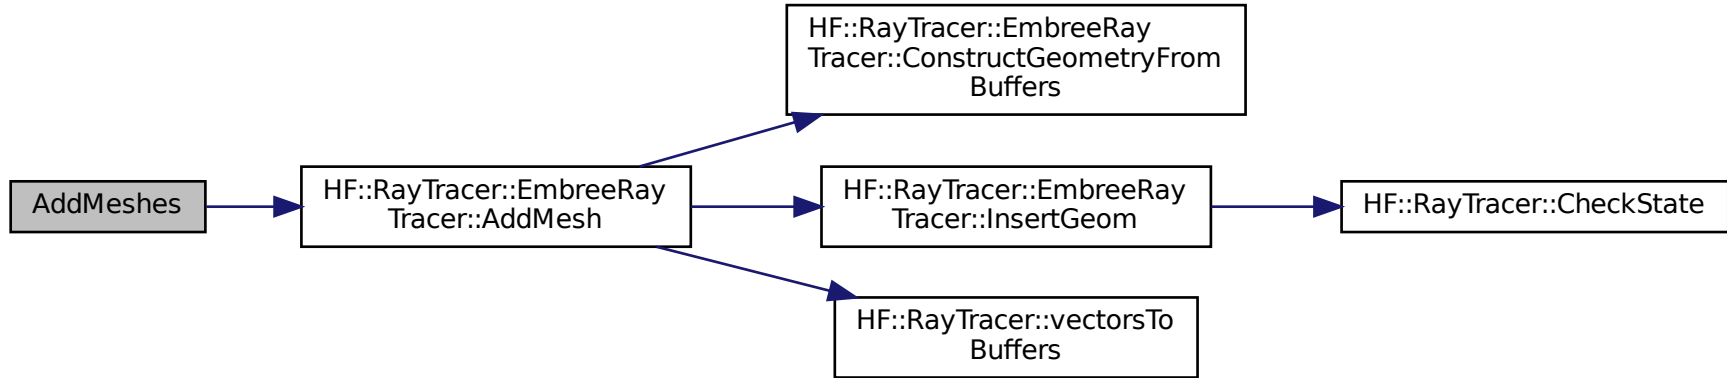 AddMeshes
HF::RayTracer::EmbreeRay
Tracer::AddMesh
HF::RayTracer::EmbreeRay
Tracer::ConstructGeometryFrom
Buffers
HF::RayTracer::EmbreeRay
Tracer::InsertGeom
HF::RayTracer::CheckState
HF::RayTracer::vectorsTo
Buffers